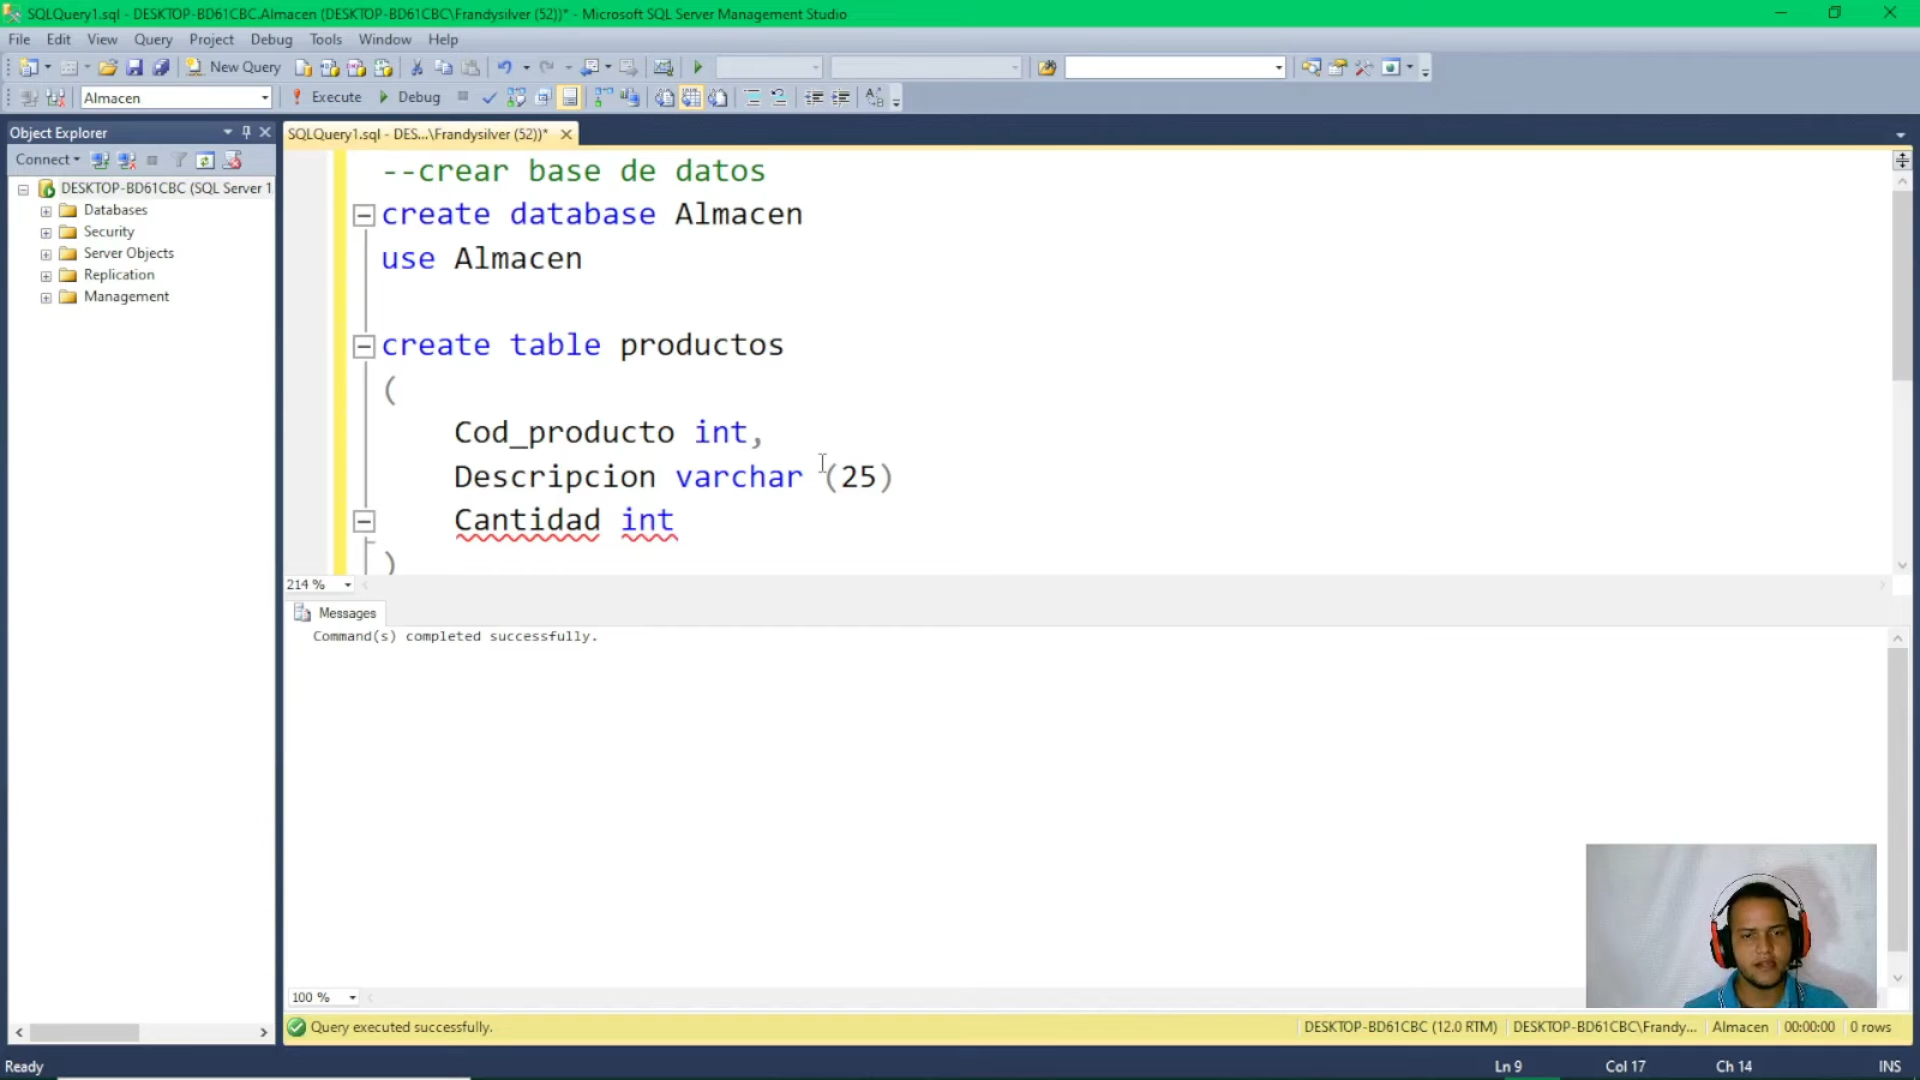 SQLQuery1.sql - DESKTOP-BD61CBC.Almacen (DESKTOP-BD61CBC\Frandysilver (52))* - Microsoft SQL Server Management Studio
File Edit View Query Project Debug Tools Window Help
New Query
Almacen Execute Debug
Object Explorer
SQLQuery1.sql - DES...\Frandysilver (52))*
Connect
DESKTOP-BD61CBC (SQL Server 1
Databases
Security
Server Objects
Replication
Management
--crear base de datos
create database Almacen
use Almacen
create table productos
(
Cod_producto int,
Descripcion varchar (25)
Cantidad int
)
214 %
Messages
Command(s) completed successfully.
100 %
Query executed successfully. DESKTOP-BD61CBC (12.0 RTM) DESKTOP-BD61CBC\Frandy... Almacen 00:00:00 0 rows
Ready Ln 9 Col 17 Ch 14 INS